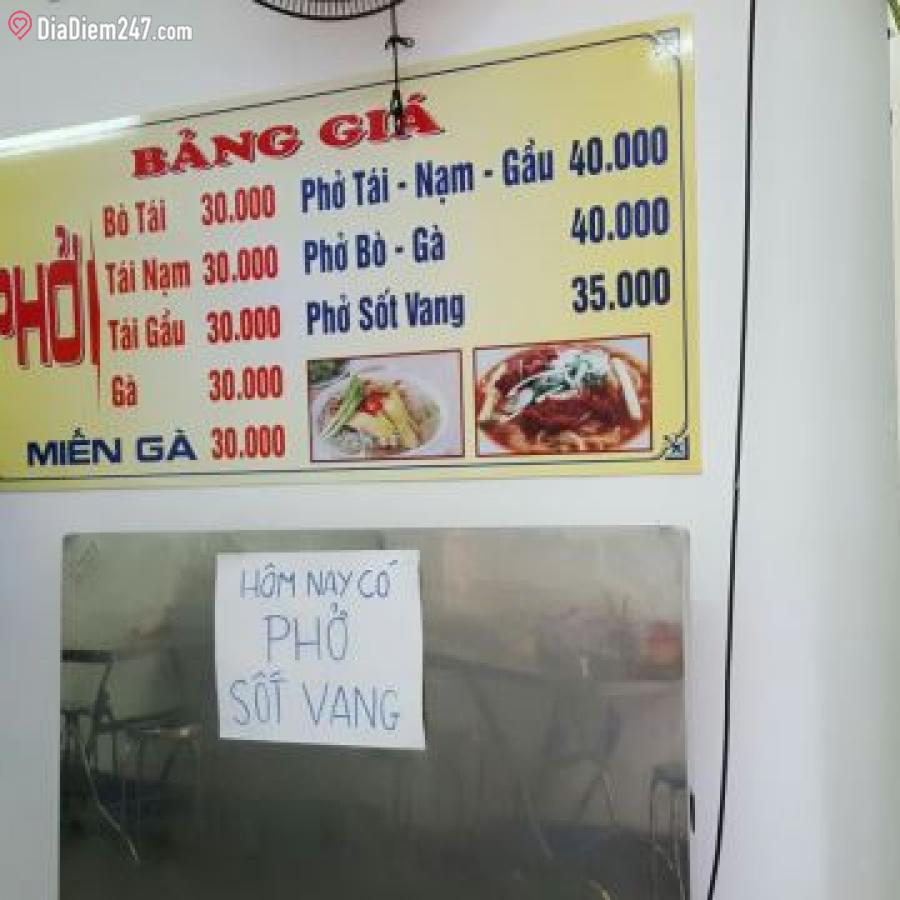 DiaDiem247.com
BẢNG GIÁ
PHỞ
Bò Tái 30.000
Tái Nạm 30.000
Tái Gầu 30.000
Gà 30.000
MIẾN GÀ 30.000
Phở Tái - Nạm - Gầu 40.000
Phở Bò - Gà 40.000
Phở Sốt Vang 35.000
HÔM NAY CÓ
PHỞ
SỐT VANG